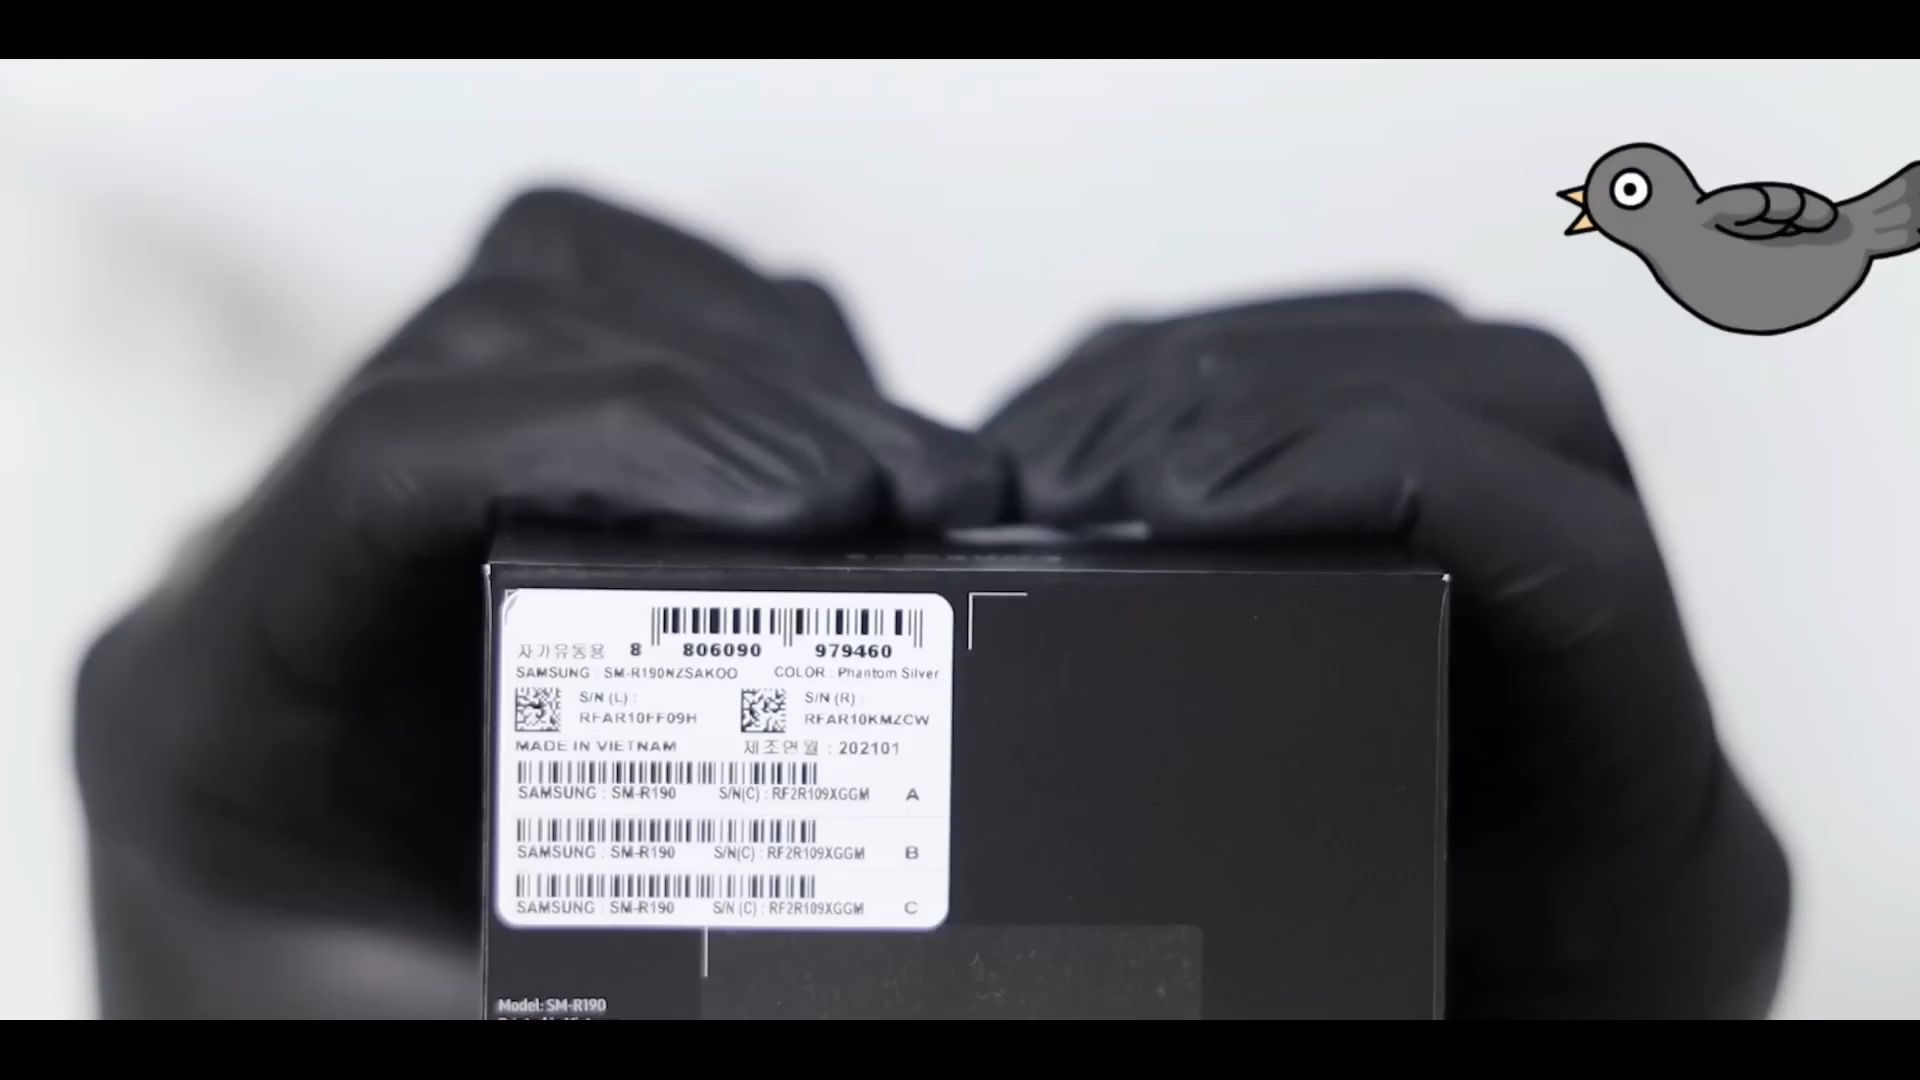 자가유통용 8 806090 979460
SAMSUNG : SM-R190NZSAKOO COLOR : Phantom Silver
S/N (L) : S/N (R) :
RFAR10FF09H RFAR10KMZCW
MADE IN VIETNAM 제조연월 : 202101
SAMSUNG : SM-R190 S/N(C) : RF2R109XGGM A
SAMSUNG : SM-R190 S/N(C) : RF2R109XGGM B
SAMSUNG : SM-R190 S/N (C) : RF2R109XGGM C
Model: SM-R190